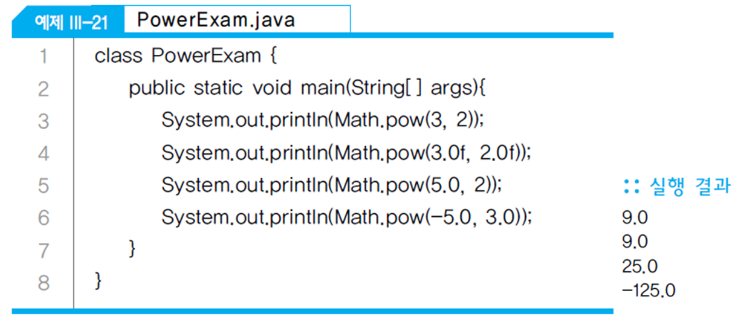 예제 III-21 PowerExam.java
1 class PowerExam {
2 public static void main(String[ ] args){
3 System.out.println(Math.pow(3, 2));
4 System.out.println(Math.pow(3.0f, 2.0f));
5 System.out.println(Math.pow(5.0, 2));
6 System.out.println(Math.pow(-5.0, 3.0));
7 }
8 }
:: 실행 결과
9.0
9.0
25.0
-125.0